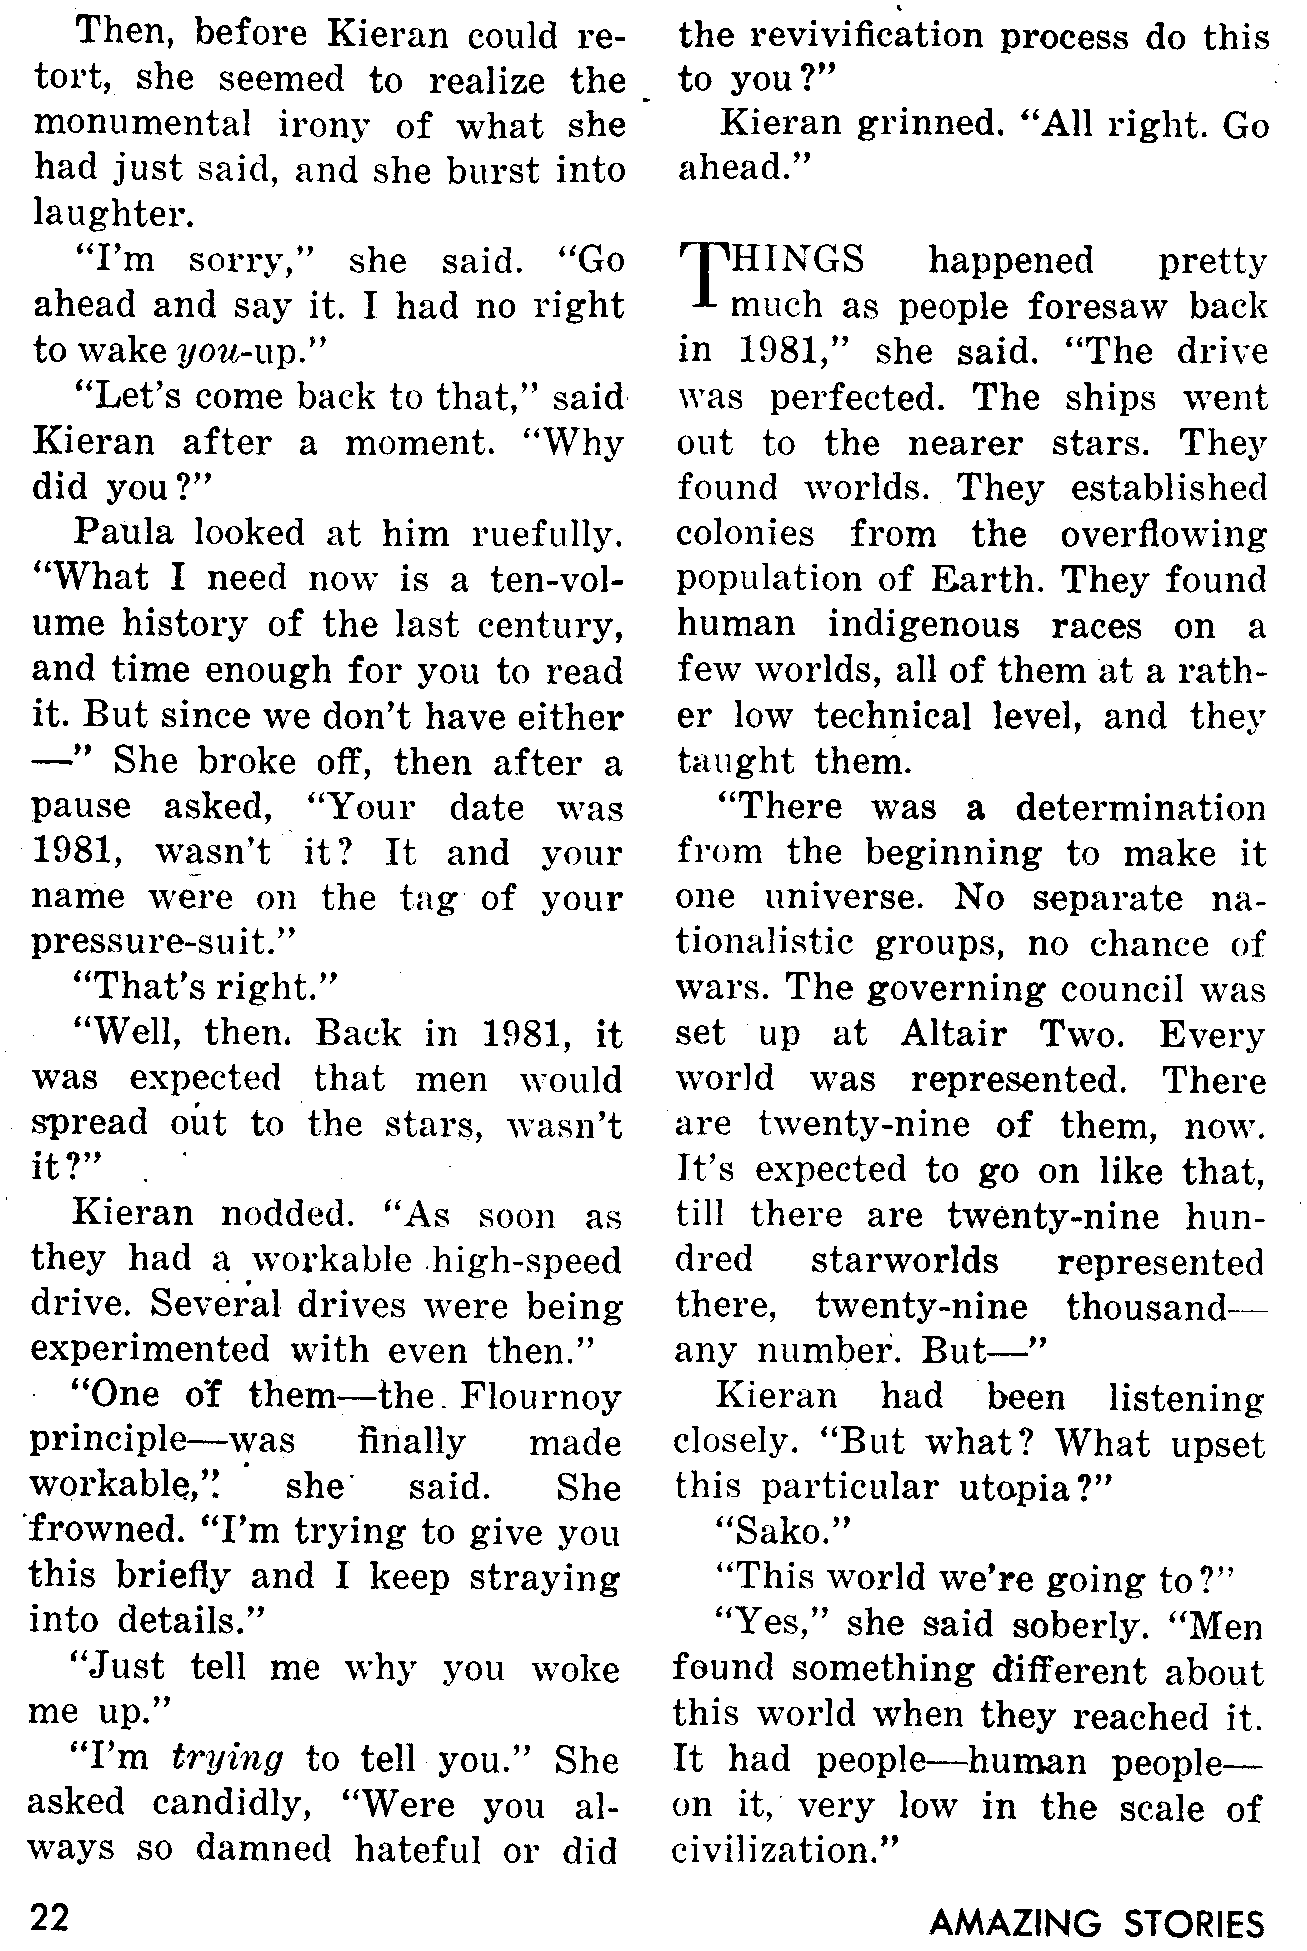 Then, before Kieran could re-
tort, she seemed to realize the
monumental irony of what she
had just said, and she burst into
laughter.
"I'm sorry," she said. "Go
ahead and say it. I had no right
to wake you-up."
"Let's come back to that," said
Kieran after a moment. "Why
did you?"
Paula looked at him ruefully.
"What I need now is a ten-vol-
ume history of the last century,
and time enough for you to read
it. But since we don't have either
—" She broke off, then after a
pause asked, "Your date was
1981, wasn't it? It and your
name were on the tag of your
pressure-suit."
"That's right."
"Well, then. Back in 1981, it
was expected that men would
spread out to the stars, wasn't
it?"
Kieran nodded. "As soon as
they had a workable high-speed
drive. Several drives were being
experimented with even then."
"One of them—the Flournoy
principle—was finally made
workable," she said. She
frowned. "I'm trying to give you
this briefly and I keep straying
into details."
"Just tell me why you woke
me up."
"I'm trying to tell you." She
asked candidly, "Were you al-
ways so damned hateful or did
the revivification process do this
to you?"
Kieran grinned. "All right. Go
ahead."
THINGS happened pretty
much as people foresaw back
in 1981," she said. "The drive
was perfected. The ships went
out to the nearer stars. They
found worlds. They established
colonies from the overflowing
population of Earth. They found
human indigenous races on a
few worlds, all of them at a rath-
er low technical level, and they
taught them.
"There was a determination
from the beginning to make it
one universe. No separate na-
tionalistic groups, no chance of
wars. The governing council was
set up at Altair Two. Every
world was represented. There
are twenty-nine of them, now.
It's expected to go on like that,
till there are twenty-nine hun-
dred starworlds represented
there, twenty-nine thousand—
any number. But—"
Kieran had been listening
closely. "But what? What upset
this particular utopia?"
"Sako."
"This world we're going to?"
"Yes," she said soberly. "Men
found something different about
this world when they reached it.
It had people—human people—
on it, very low in the scale of
civilization."
22
AMAZING STORIES